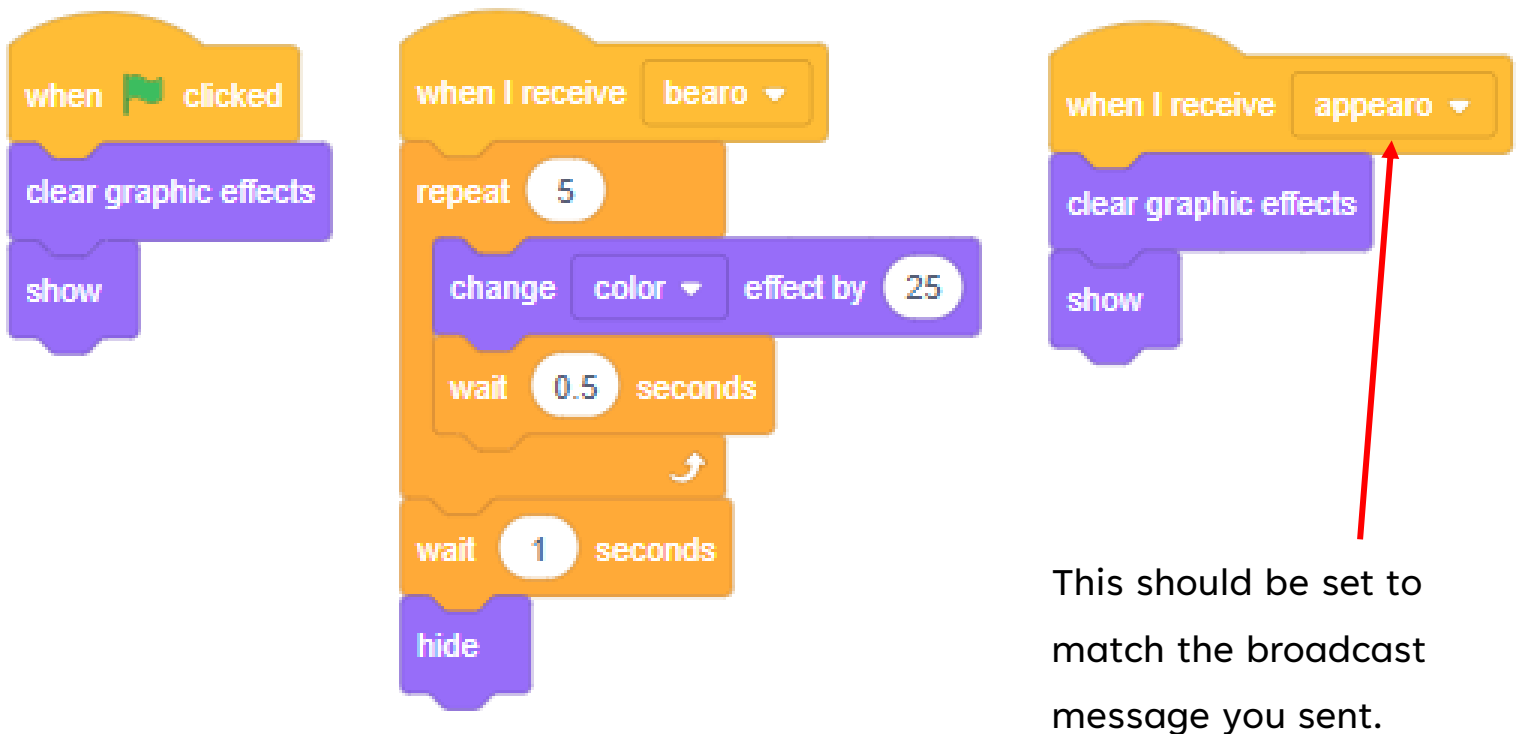 when clicked
clear graphic effects
show
when I receive bearo
repeat 5
change color effect by 25
wait 0.5 seconds
wait 1 seconds
hide
when I receive appearo
clear graphic effects
show
This should be set to
match the broadcast
message you sent.